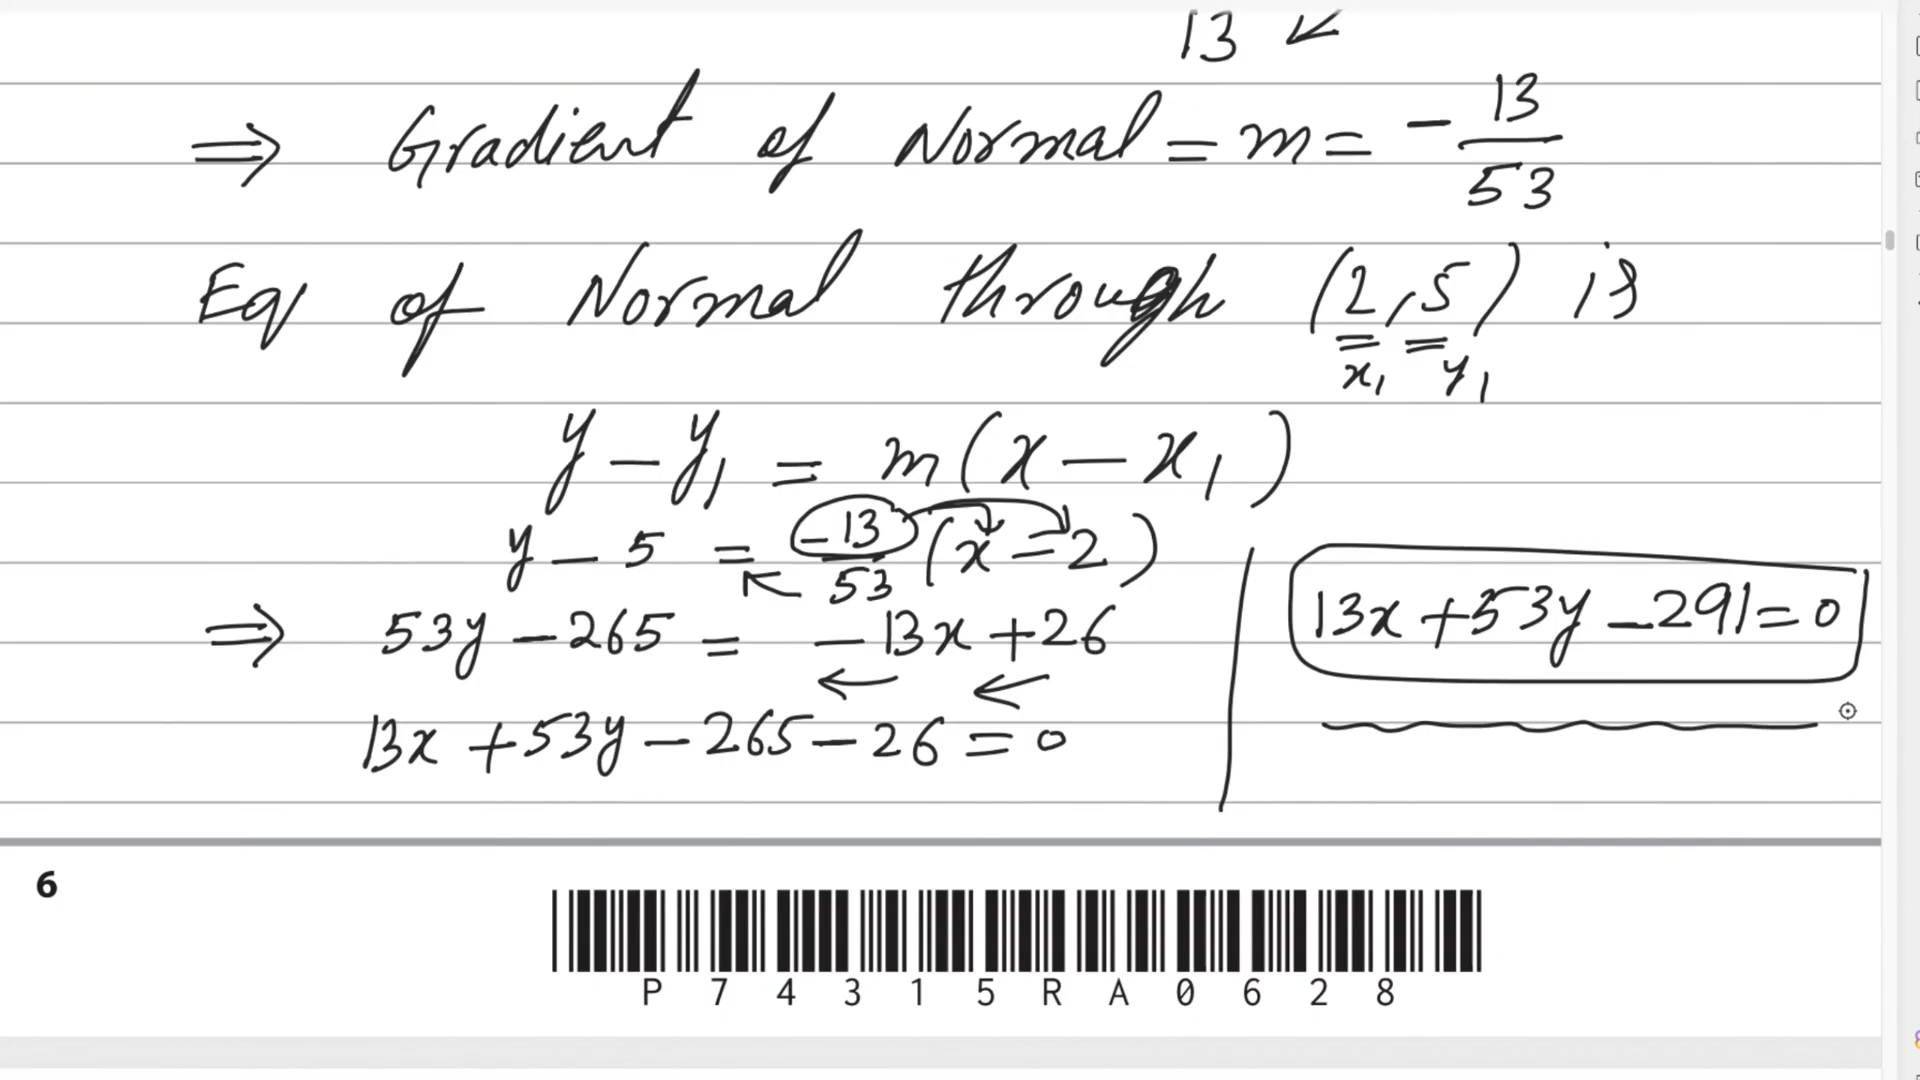 13
⇒ Gradient of Normal = m = -13/53
Eq of Normal through (2,5) is
x₁ y₁
y - y₁ = m(x - x₁)
y - 5 = -13/53 (x - 2)
⇒ 53y - 265 = -13x + 26
13x + 53y - 265 - 26 = 0
13x + 53y - 291 = 0
6
P 7 4 3 1 5 R A 0 6 2 8